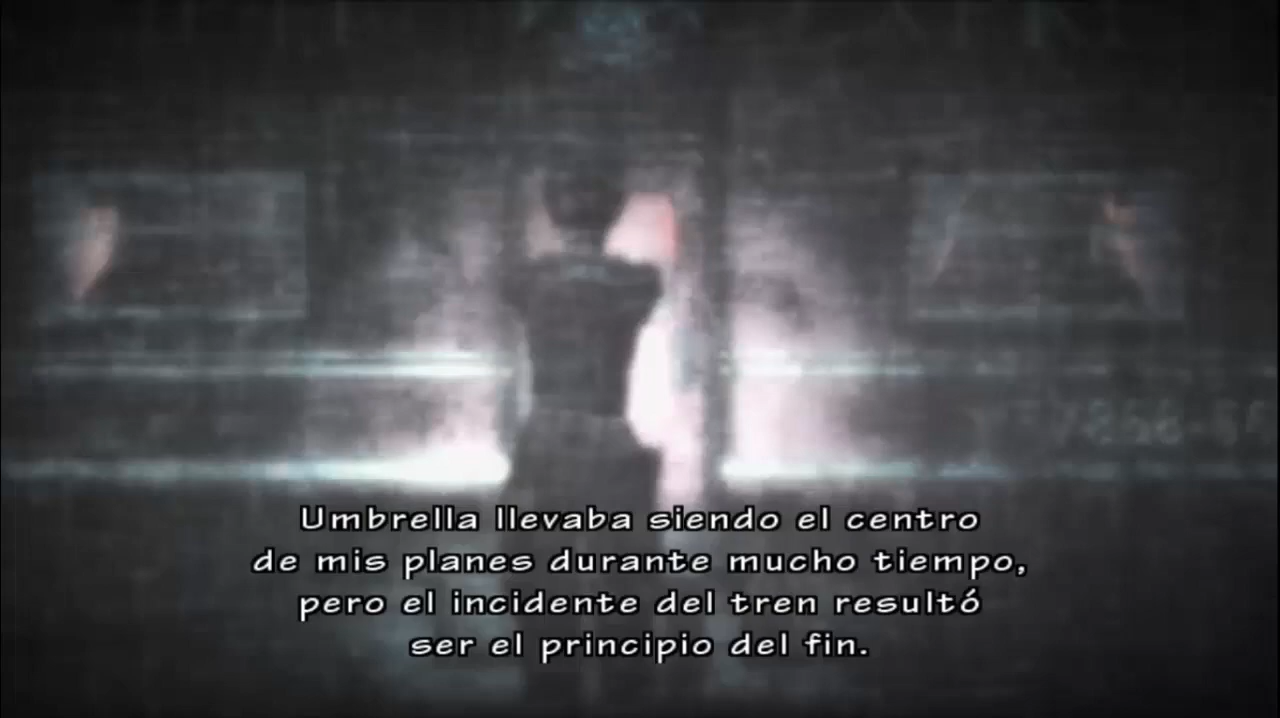 Umbrella llevaba siendo el centro
de mis planes durante mucho tiempo,
pero el incidente del tren resultó
ser el principio del fin.